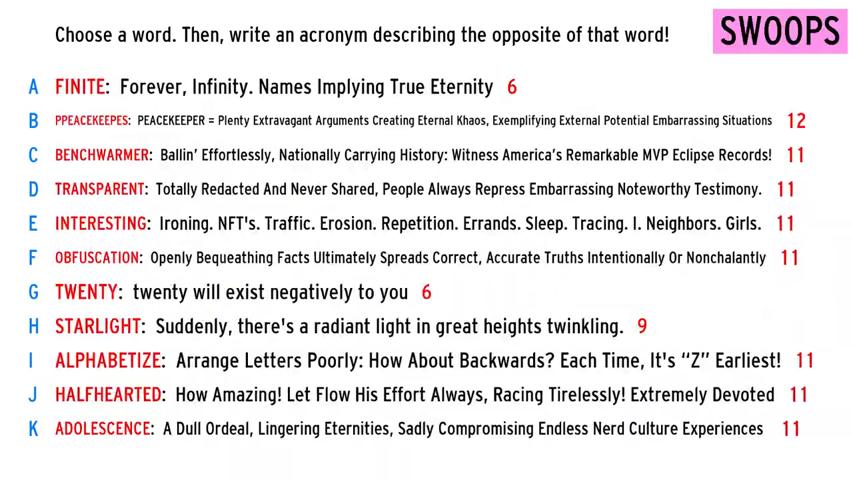 Choose a word. Then, write an acronym describing the opposite of that word!
SWOOPS
A FINITE: Forever, Infinity. Names Implying True Eternity 6
B PPEACEKEEPES: PEACEKEEPER = Plenty Extravagant Arguments Creating Eternal Khaos, Exemplifying External Potential Embarrassing Situations 12
C BENCHWARMER: Ballin' Effortlessly, Nationally Carrying History: Witness America's Remarkable MVP Eclipse Records! 11
D TRANSPARENT: Totally Redacted And Never Shared, People Always Repress Embarrassing Noteworthy Testimony. 11
E INTERESTING: Ironing. NFT's. Traffic. Erosion. Repetition. Errands. Sleep. Tracing. I. Neighbors. Girls. 11
F OBFUSCATION: Openly Bequeathing Facts Ultimately Spreads Correct, Accurate Truths Intentionally Or Nonchalantly 11
G TWENTY: twenty will exist negatively to you 6
H STARLIGHT: Suddenly, there's a radiant light in great heights twinkling. 9
I ALPHABETIZE: Arrange Letters Poorly: How About Backwards? Each Time, It's “Z” Earliest! 11
J HALFHEARTED: How Amazing! Let Flow His Effort Always, Racing Tirelessly! Extremely Devoted 11
K ADOLESCENCE: A Dull Ordeal, Lingering Eternities, Sadly Compromising Endless Nerd Culture Experiences 11